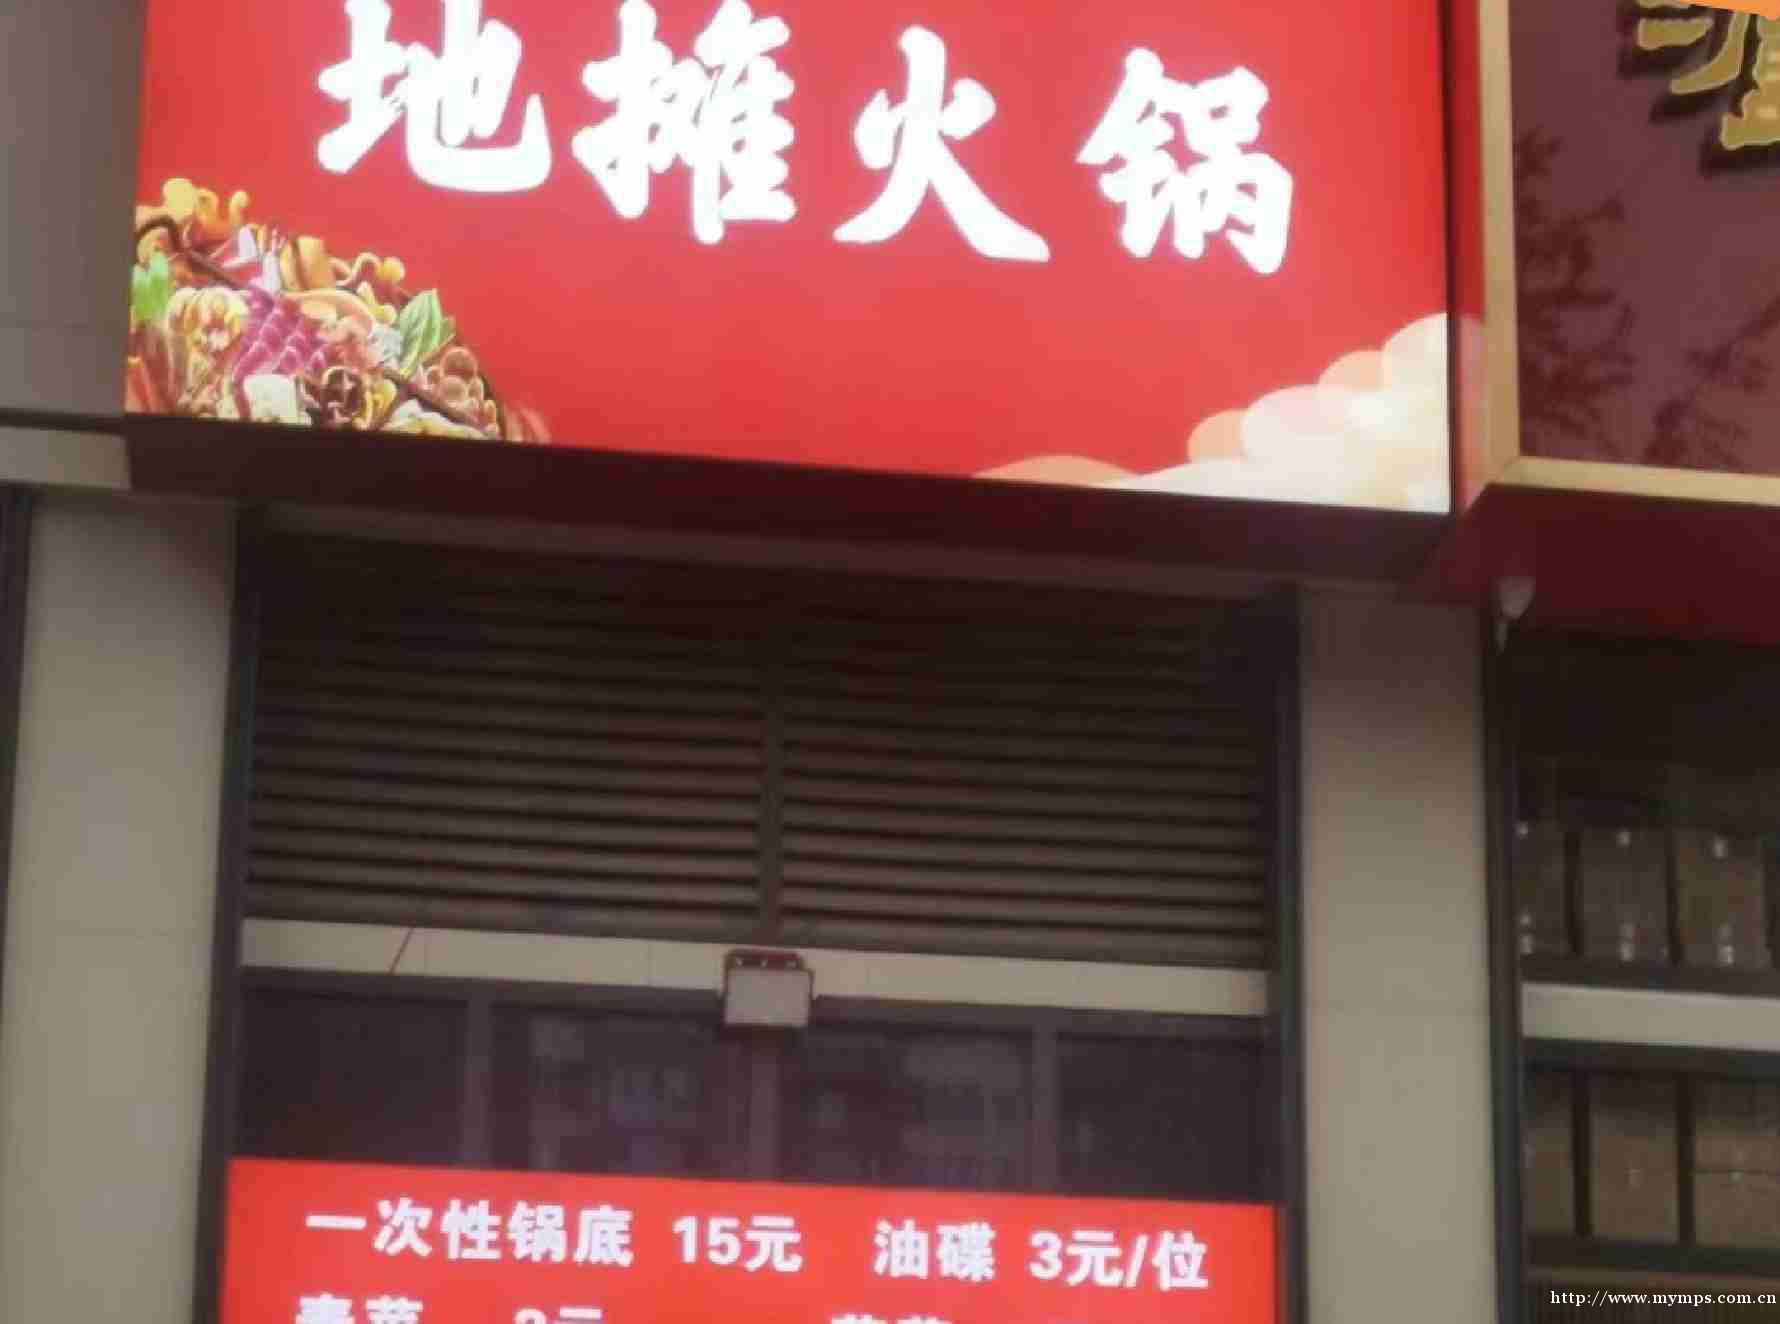 地摊火锅
一次性锅底 15元 油碟 3元/位
http://www.mymps.com.cn